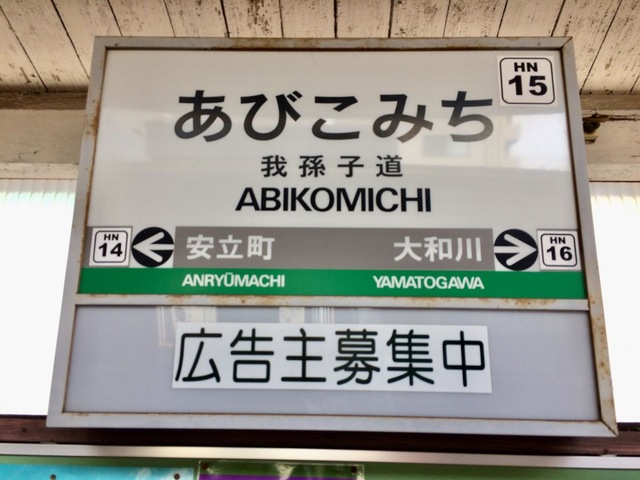 HN
15
あびこみち
我孫子道
ABIKOMICHI
HN
14
安立町
大和川
HN
16
ANRYŪMACHI
YAMATOGAWA
広告主募集中